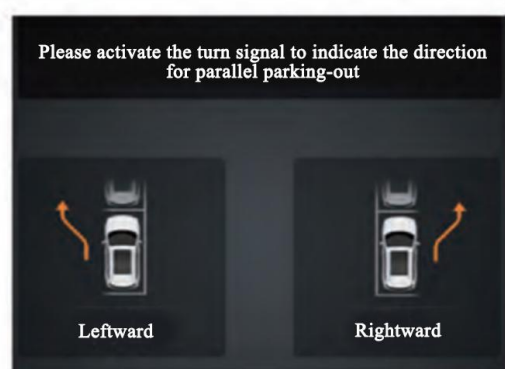 Please activate the turn signal to indicate the direction
for parallel parking-out
Leftward
Rightward